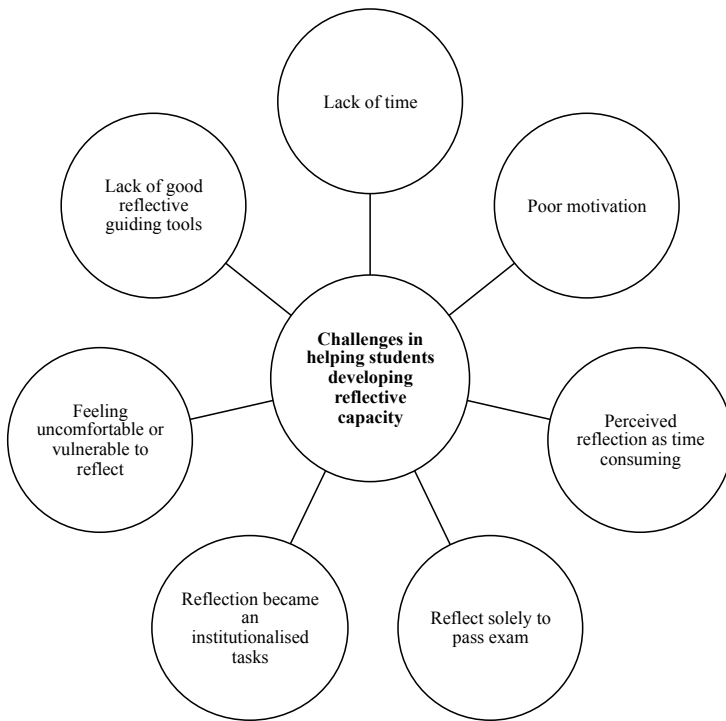 Lack of time
Poor motivation
Perceived
reflection as time
consuming
Reflect solely to
pass exam
Reflection became
an
institutionalised
tasks
Feeling
uncomfortable or
vulnerable to
reflect
Lack of good
reflective
guiding tools
Challenges in
helping students
developing
reflective
capacity